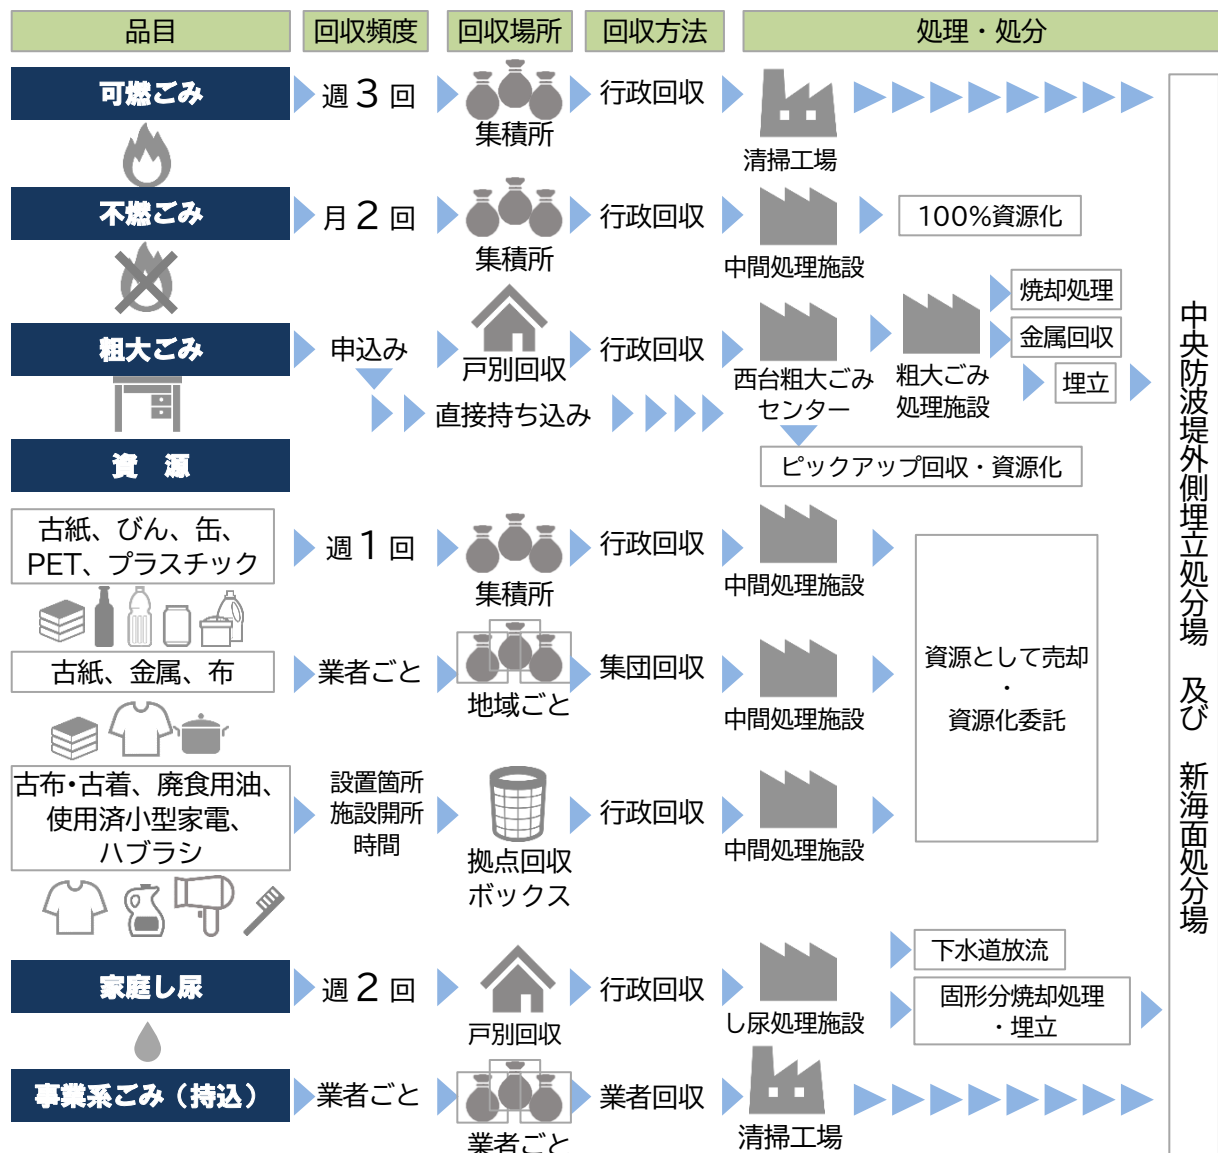 品目
回収頻度
回収場所
回収方法
処理・処分
可燃ごみ
週3回
集積所
行政回収
清掃工場
不燃ごみ
月2回
集積所
行政回収
中間処理施設
100%資源化
粗大ごみ
申込み
戸別回収
行政回収
西台粗大ごみ
センター
粗大ごみ
処理施設
焼却処理
金属回収
埋立
直接持ち込み
ピックアップ回収・資源化
資　源
古紙、びん、缶、
PET、プラスチック
週1回
集積所
行政回収
中間処理施設
古紙、金属、布
業者ごと
地域ごと
集団回収
中間処理施設
資源として売却
・
資源化委託
古布・古着、廃食用油、
使用済小型家電、
ハブラシ
設置箇所
施設開所
時間
拠点回収
ボックス
行政回収
中間処理施設
家庭し尿
週2回
戸別回収
行政回収
し尿処理施設
下水道放流
固形分焼却処理
・埋立
事業系ごみ（持込）
業者ごと
業者ごと
業者回収
清掃工場
中央防波堤外側埋立処分場　及び　新海面処分場